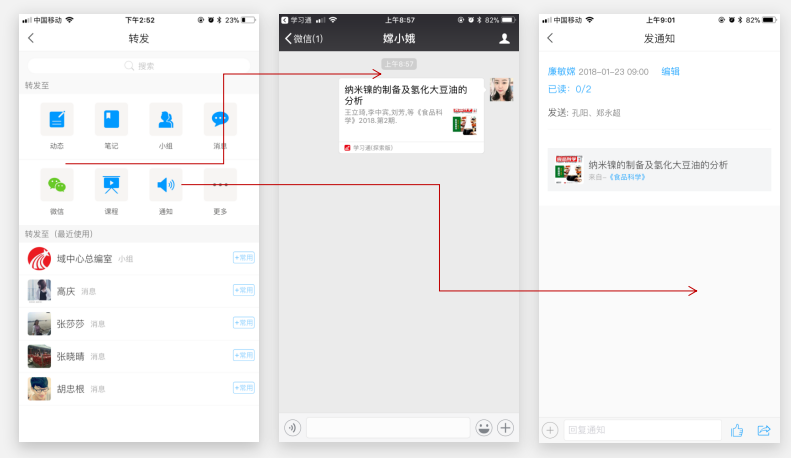 中国移动 下午2:52 23%
转发
搜索
转发至
动态 笔记 小组 消息
微信 课程 通知 更多
转发至（最近使用）
域中心总编室 小组 +常用
高庆 消息 +常用
张莎莎 消息 +常用
张晓晴 消息 +常用
胡忠根 消息 +常用
学习通 上午8:57 82%
微信(1) 嫦小娥
上午8:57
纳米镍的制备及氢化大豆油的
分析
王立琦,李中宾,刘芳,等《食品科
学》2018.第2期.
学习通(探索版)
中国移动 上午9:01 82%
发通知
廉敏嫦 2018-01-23 09:00 编辑
已读：0/2
发送: 孔阳、郑永超
食品科学
纳米镍的制备及氢化大豆油的分析
来自-《食品科学》
回复通知